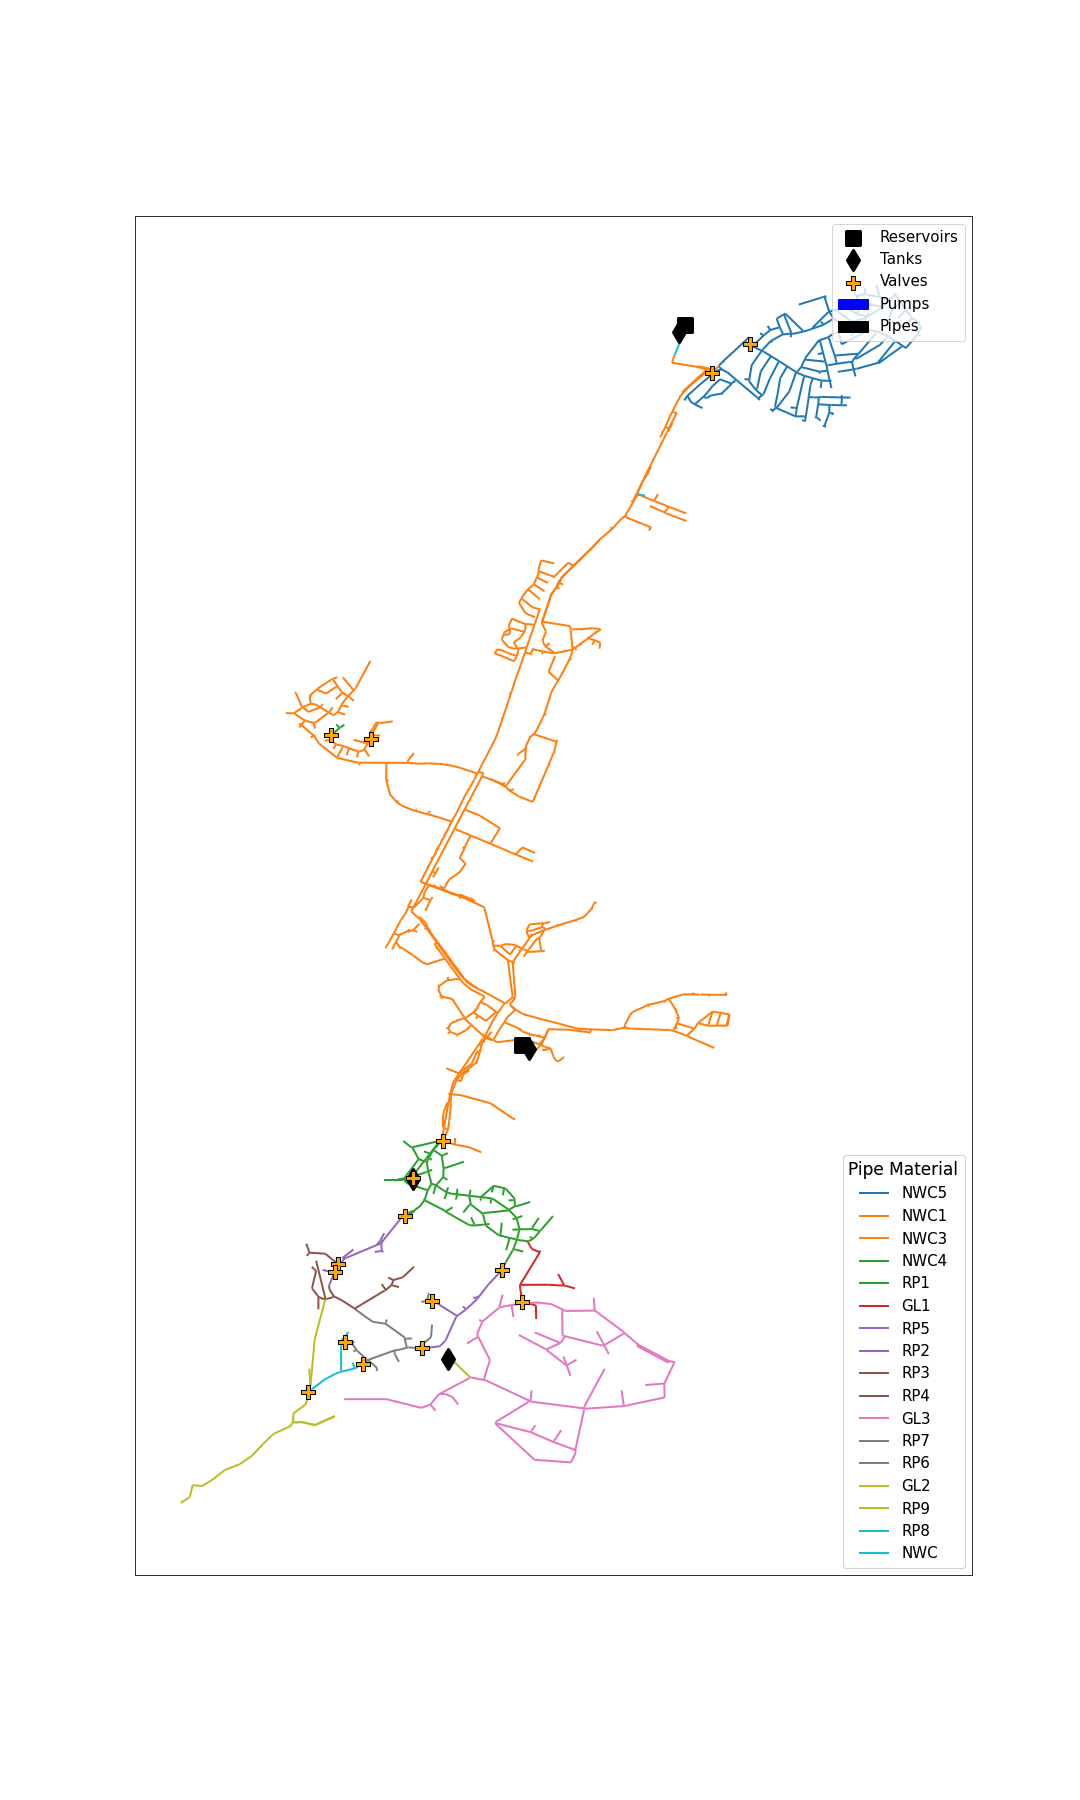 Reservoirs
Tanks
Valves
Pumps
Pipes
Pipe Material
NWC5
NWC1
NWC3
NWC4
RP1
GL1
RP5
RP2
RP3
RP4
GL3
RP7
RP6
GL2
RP9
RP8
NWC